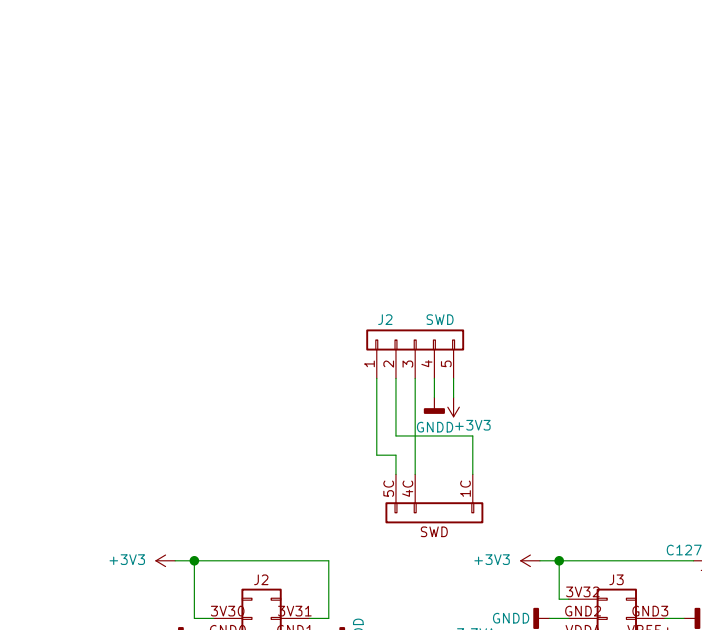 J2 SWD
1 2 3 4 5
GNDD +3V3
5C 4C 1C
SWD
+3V3
+3V3
C127
J2
J3
3V32
3V30 3V31
GND2 GND3
GNDD